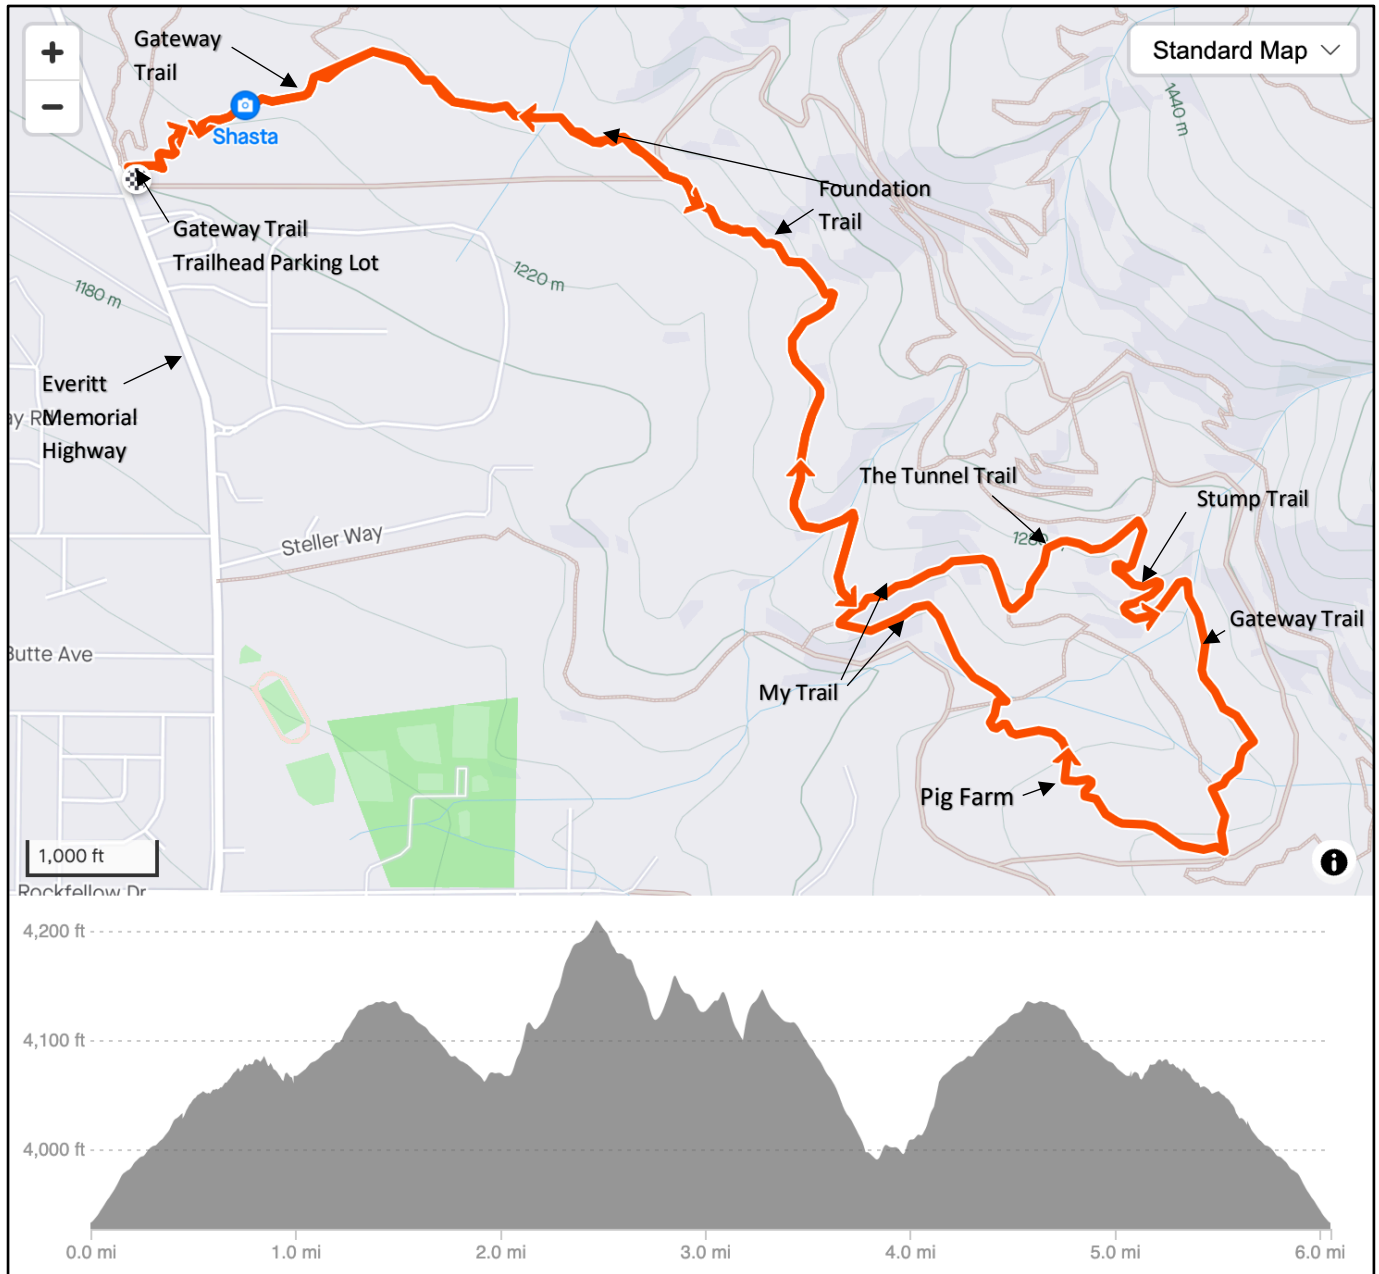 +
−
Gateway
Trail
Standard Map
1440 m
Shasta
Foundation
Trail
Gateway Trail
Trailhead Parking Lot
1220 m
1180 m
Everitt
Memorial
Highway
ay Rd
The Tunnel Trail
Stump Trail
Steller Way
Gateway Trail
Butte Ave
My Trail
Pig Farm
1,000 ft
Rockfellow Dr
4,200 ft
4,100 ft
4,000 ft
0.0 mi 1.0 mi 2.0 mi 3.0 mi 4.0 mi 5.0 mi 6.0 mi